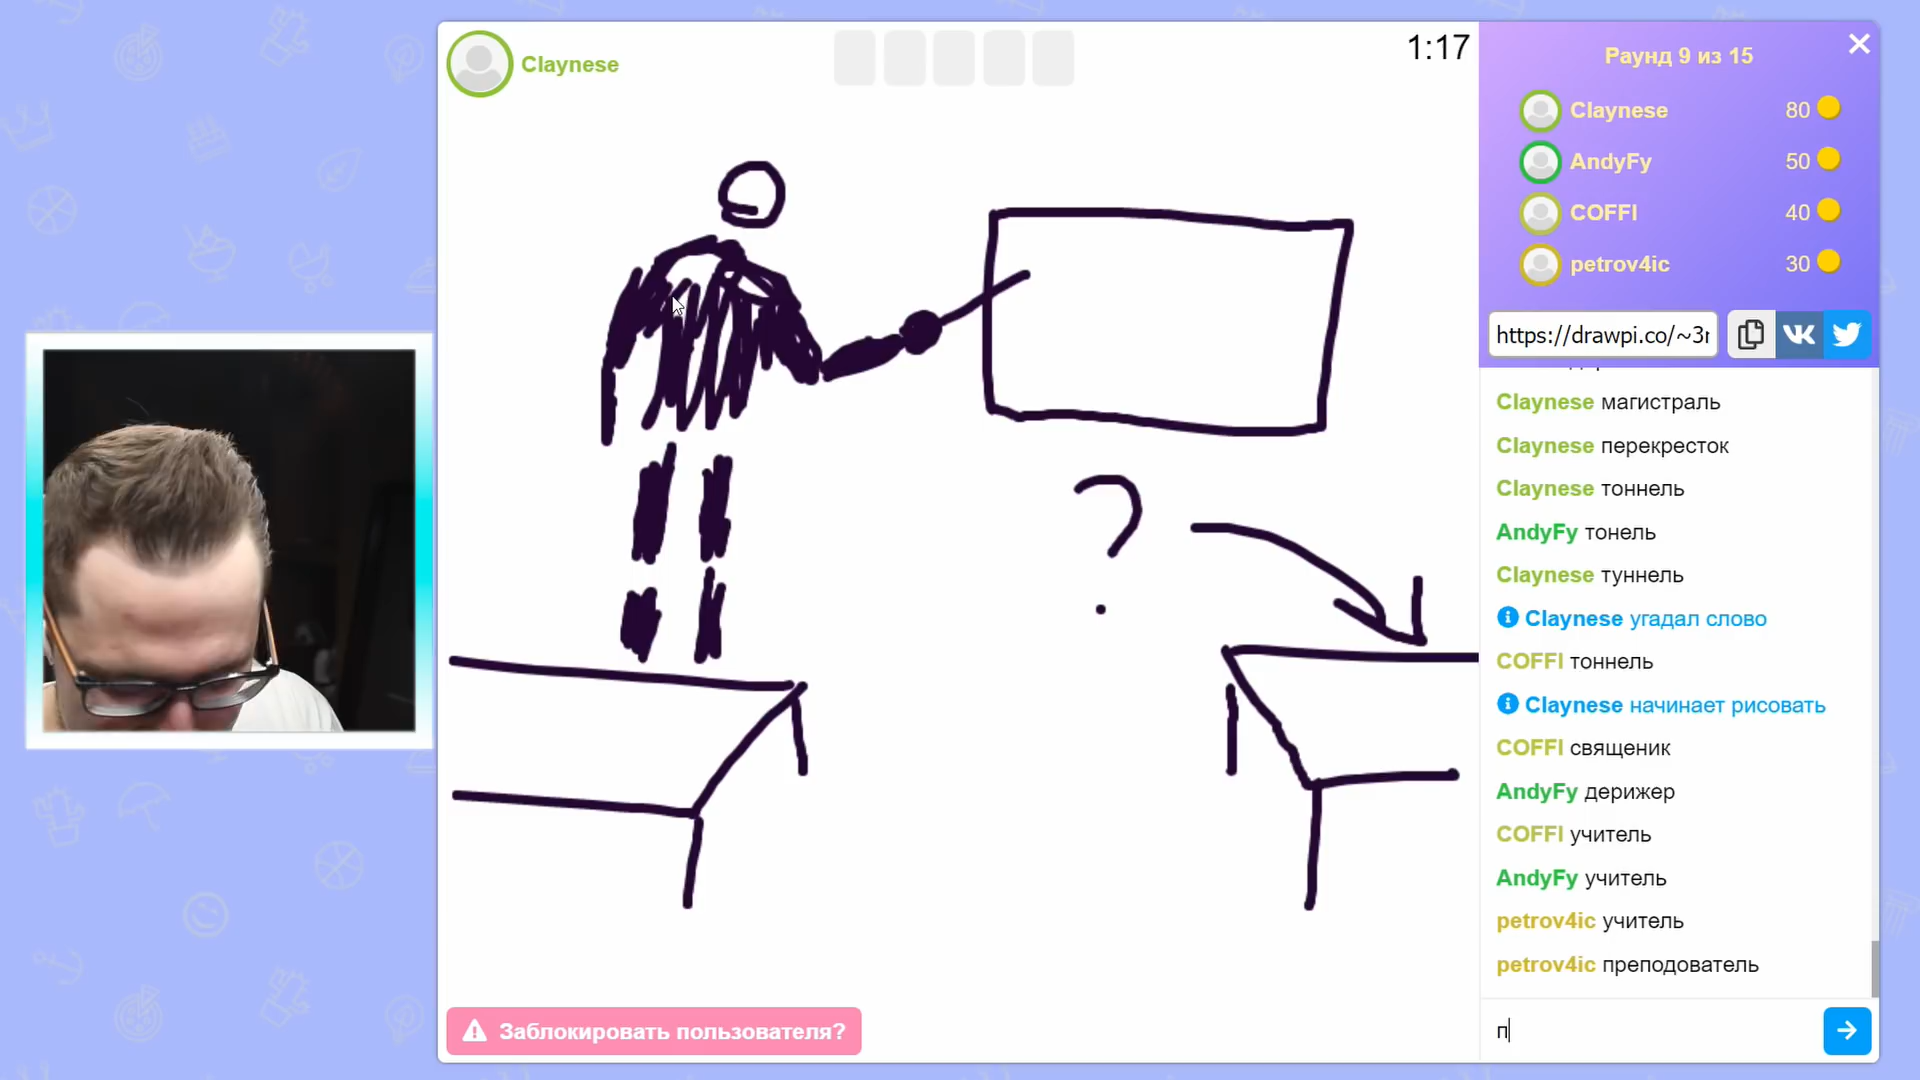 Claynese
1:17
Раунд 9 из 15
Claynese 80
AndyFy 50
COFFI 40
petrov4ic 30
https://drawpi.co/~3r
Claynese магистраль
Claynese перекресток
Claynese тоннель
AndyFy тонель
Claynese туннель
Claynese угадал слово
COFFI тоннель
Claynese начинает рисовать
COFFI священик
AndyFy дерижер
COFFI учитель
AndyFy учитель
petrov4ic учитель
petrov4ic преподователь
?
Заблокировать пользователя?
п